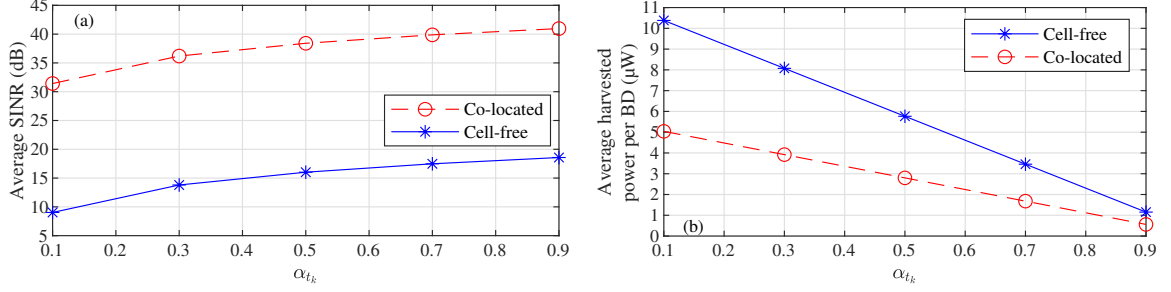 (a)
Average SINR (dB)
45
40
35
30
25
20
15
10
5
Co-located
Cell-free
0.1 0.2 0.3 0.4 0.5 0.6 0.7 0.8 0.9
α_{t_k}
Average harvested
power per BD (μW)
11
10
9
8
7
6
5
4
3
2
1
0
Cell-free
Co-located
(b)
0.1 0.2 0.3 0.4 0.5 0.6 0.7 0.8 0.9
α_{t_k}